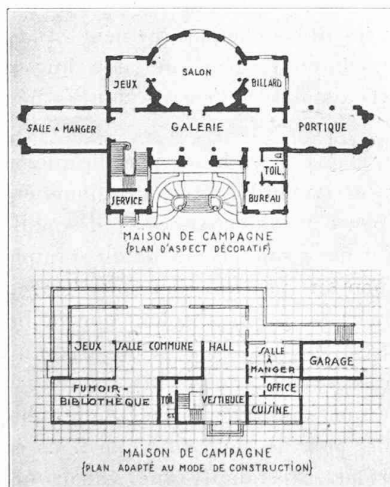 JEUX
SALON
BILLARD
SALLE A MANGER
GALERIE
PORTIQUE
SERVICE
TOIL.
BUREAU
MAISON DE CAMPAGNE
{PLAN D'ASPECT DÉCORATIF}
JEUX
SALLE COMMUNE
HALL
SALLE
À
MANGER
GARAGE
FUMOIR=
BIBLIOTHÈQUE
TOIL.
VESTIBULE
OFFICE
CUISINE
MAISON DE CAMPAGNE
{PLAN ADAPTÉ AU MODE DE CONSTRUCTION}